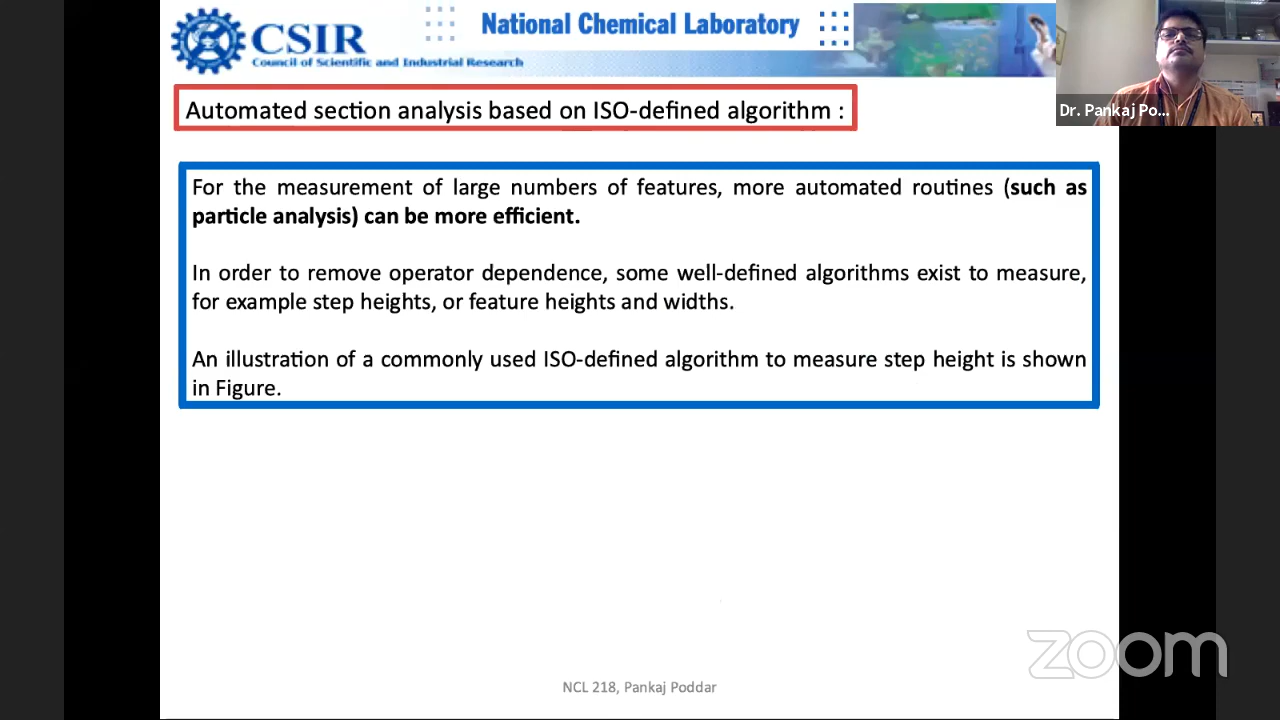 CSIR
Council of Scientific and Industrial Research
National Chemical Laboratory
Dr. Pankaj Po...
Automated section analysis based on ISO-defined algorithm :
For the measurement of large numbers of features, more automated routines (such as
particle analysis) can be more efficient.
In order to remove operator dependence, some well-defined algorithms exist to measure,
for example step heights, or feature heights and widths.
An illustration of a commonly used ISO-defined algorithm to measure step height is shown
in Figure.
zoom
NCL 218, Pankaj Poddar